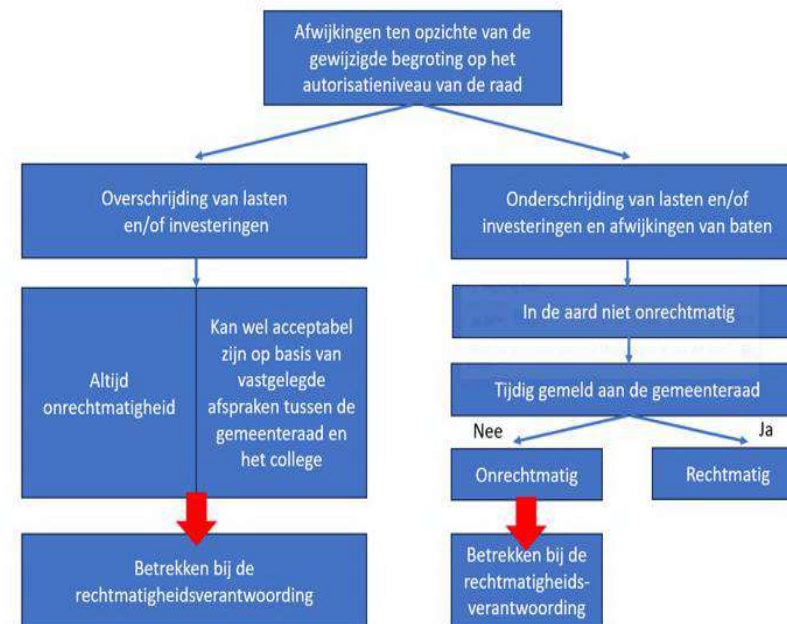 Afwijkingen ten opzichte van de
gewijzigde begroting op het
autorisatieniveau van de raad
Overschrijding van lasten
en/of investeringen
Onderschrijding van lasten en/of
investeringen en afwijkingen van baten
Altijd
onrechtmatigheid
Kan wel acceptabel
zijn op basis van
vastgelegde
afspraken tussen de
gemeenteraad en
het college
In de aard niet onrechtmatig
Tijdig gemeld aan de gemeenteraad
Nee
Ja
Onrechtmatig
Rechtmatig
Betrekken bij de
rechtmatigheidsverantwoording
Betrekken bij de
rechtmatigheids-
verantwoording